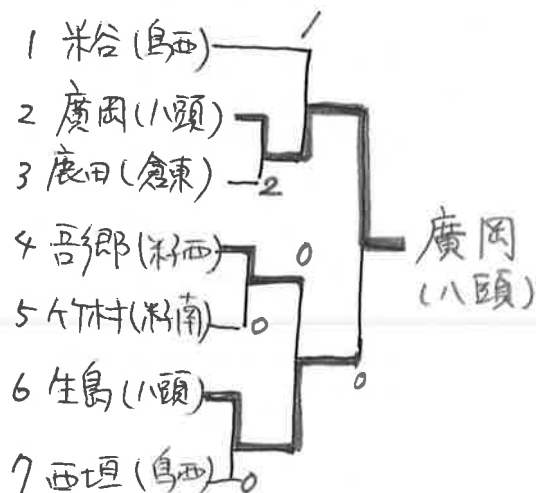 1 米谷(鳥西)
1
2 廣岡(八頭)
3 鹿田(倉東)
2
4 吾郷(米西)
0
5 竹村(米南)
0
廣岡
(八頭)
6 生島(八頭)
0
7 西垣(鳥西)
0